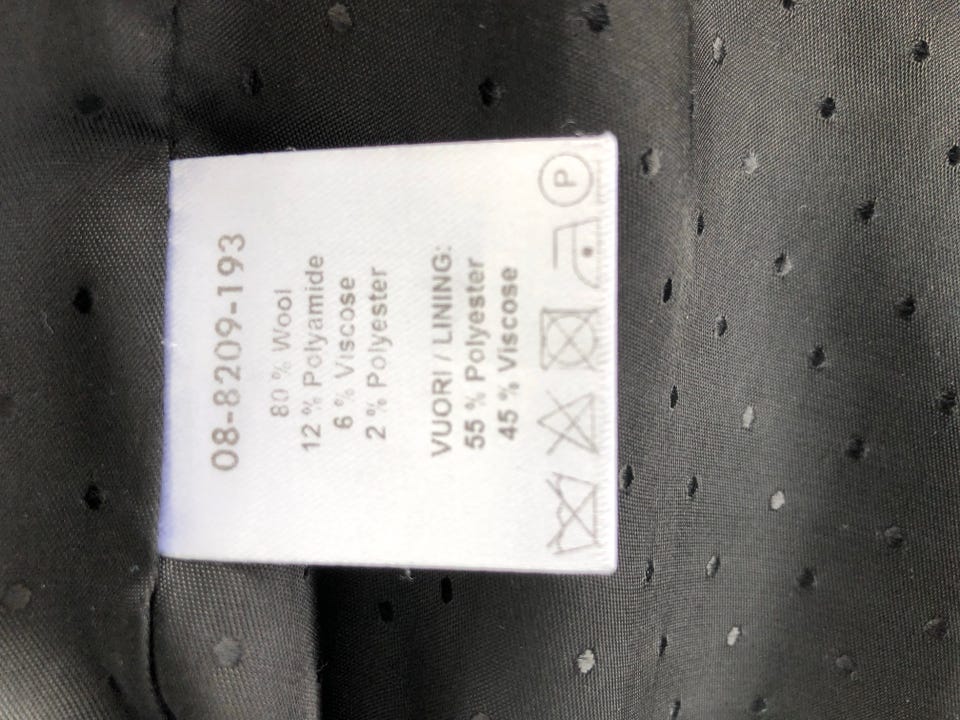 08-8209-193
80 % Wool
12 % Polyamide
6 % Viscose
2 % Polyester
VUORI / LINING:
55 % Polyester
45 % Viscose
P